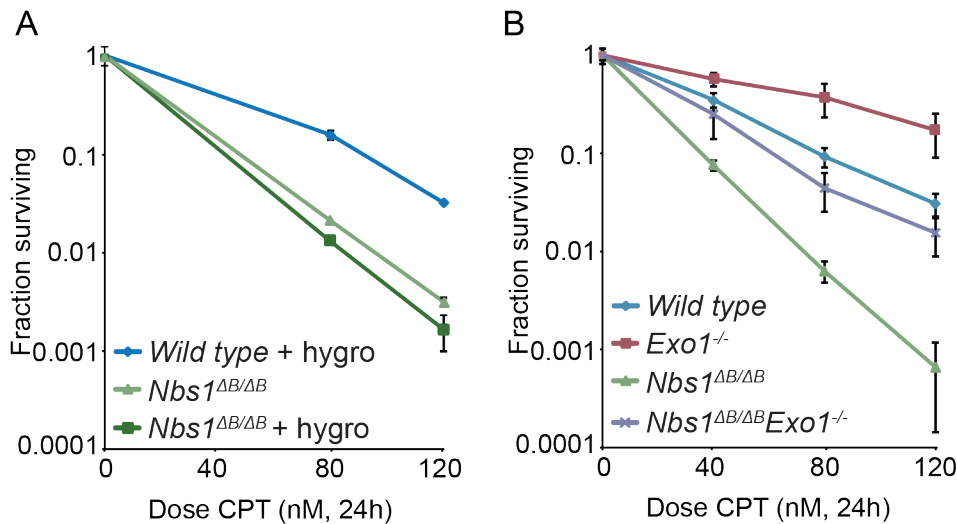 A
Fraction surviving
1
0.1
0.01
0.001
0.0001
Wild type + hygro
Nbs1ΔB/ΔB
Nbs1ΔB/ΔB + hygro
0 40 80 120
Dose CPT (nM, 24h)
B
Fraction surviving
1
0.1
0.01
0.001
0.0001
Wild type
Exo1-/-
Nbs1ΔB/ΔB
Nbs1ΔB/ΔBExo1-/-
0 40 80 120
Dose CPT (nM, 24h)